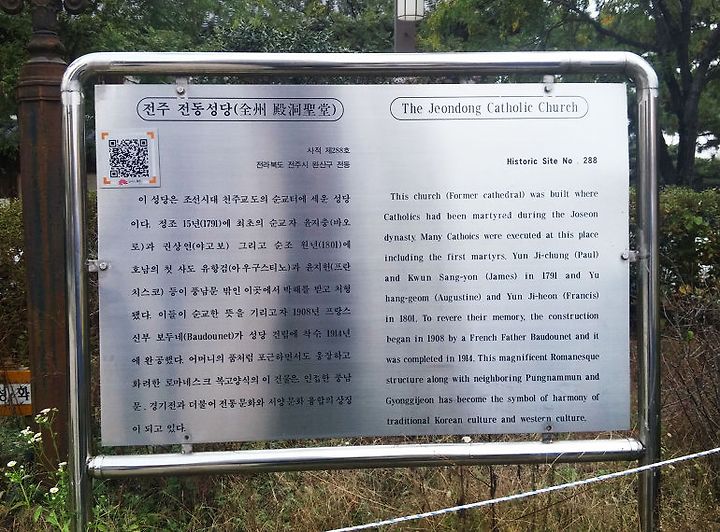 전주 전동성당(全州 殿洞聖堂)
사적 제288호
전라북도 전주시 완산구 전동
이 성당은 조선시대 천주교도의 순교터에 세운 성당
이다. 정조 15년(1791)에 최초의 순교자 윤지충(바오
로)과 권상연(야고보) 그리고 순조 원년(1801)에
호남의 첫 사도 유항검(아우구스티노)과 윤지헌(프란
치스코) 등이 풍남문 밖인 이곳에서 박해를 받고 처형
됐다. 이들이 순교한 뜻을 기리고자 1908년 프랑스
신부 보두네(Baudounet)가 성당 건립에 착수, 1914년
에 완공했다. 어머니의 품처럼 포근하면서도 웅장하고
화려한 로마네스크 복고양식의 이 건물은 인접한 풍남
문, 경기전과 더불어 전통문화와 서양문화 융합의 상징
이 되고 있다.
The Jeondong Catholic Church
Historic Site No . 288
This church (Former cathedral) was built where
Catholics had been martyred during the Joseon
dynasty. Many Cathoics were executed at this place
including the first martyrs, Yun Ji-chung (Paul)
and Kwun Sang-yon (James) in 1791 and Yu
hang-geom (Augustine) and Yun Ji-heon (Francis)
in 1801. To revere their memory, the construction
began in 1908 by a French Father Baudounet and it
was completed in 1914. This magnificent Romanesque
structure along with neighboring Pungnammun and
Gyonggijeon has become the symbol of harmony of
traditional Korean culture and western culture.